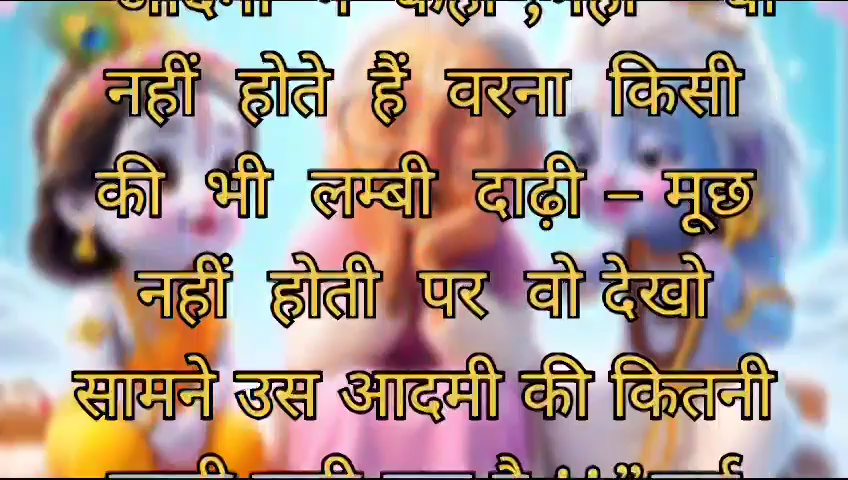 नहीं होते हैं वरना किसी
की भी लम्बी दाढ़ी – मूछ
नहीं होती पर वो देखो
सामने उस आदमी की कितनी